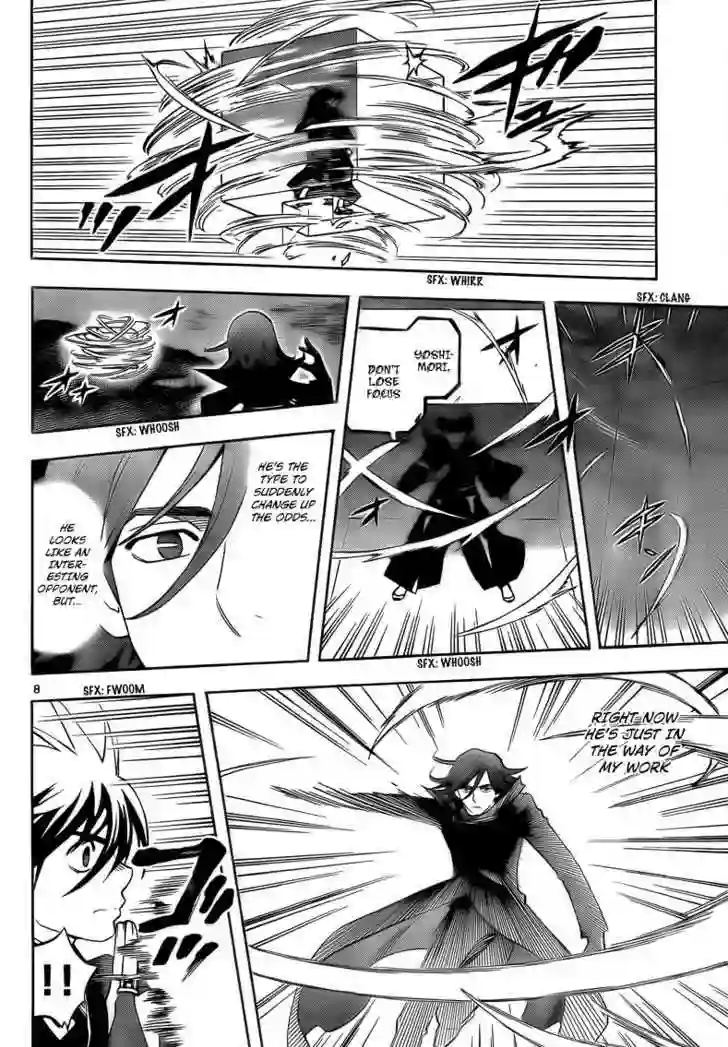 ギュ
SFX: WHIRR
SFX: CLANG
YOSHI-
MORI,
DON'T
LOSE
FOCUS
SFX: WHOOSH
HE'S THE
TYPE TO
SUDDENLY
CHANGE UP
THE ODDS...
HE
LOOKS
LIKE AN
INTER-
ESTING
OPPONENT,
BUT...
SFX: WHOOSH
8
SFX: FWOOM
RIGHT NOW
HE'S JUST IN
THE WAY OF
MY WORK
!!